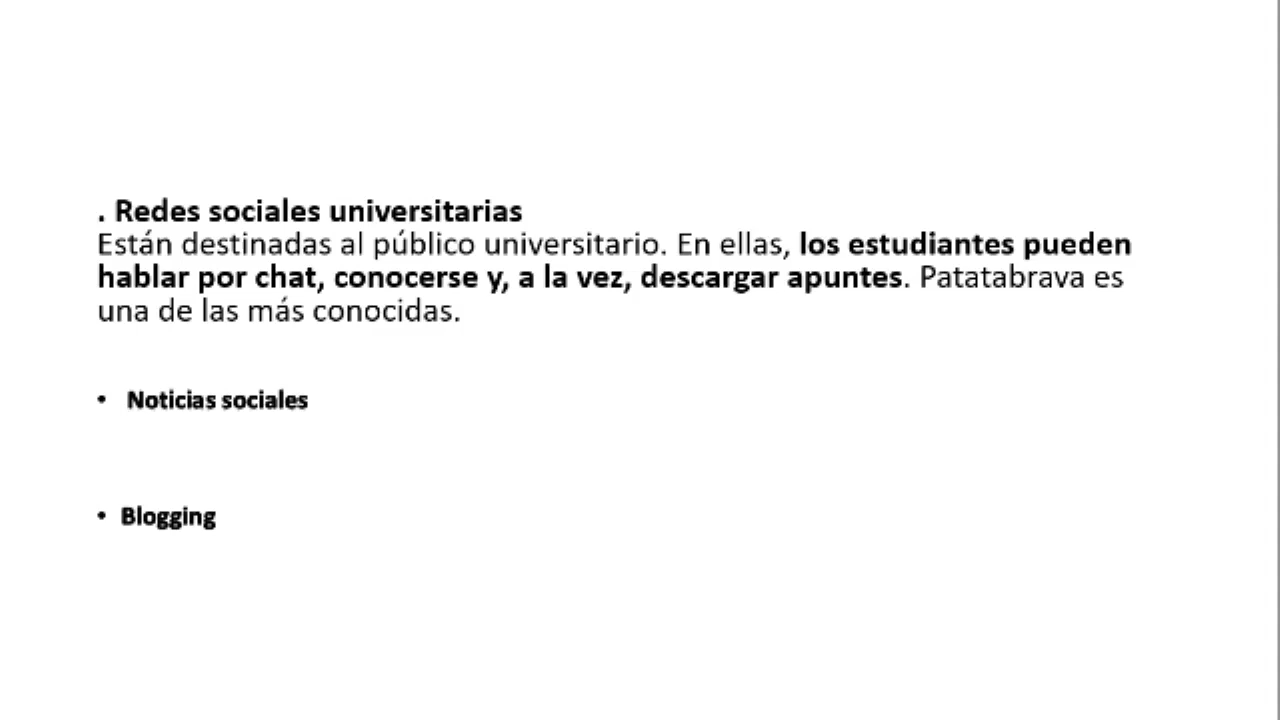 . Redes sociales universitarias
Están destinadas al público universitario. En ellas, los estudiantes pueden
hablar por chat, conocerse y, a la vez, descargar apuntes. Patatabrava es
una de las más conocidas.
• Noticias sociales
• Blogging